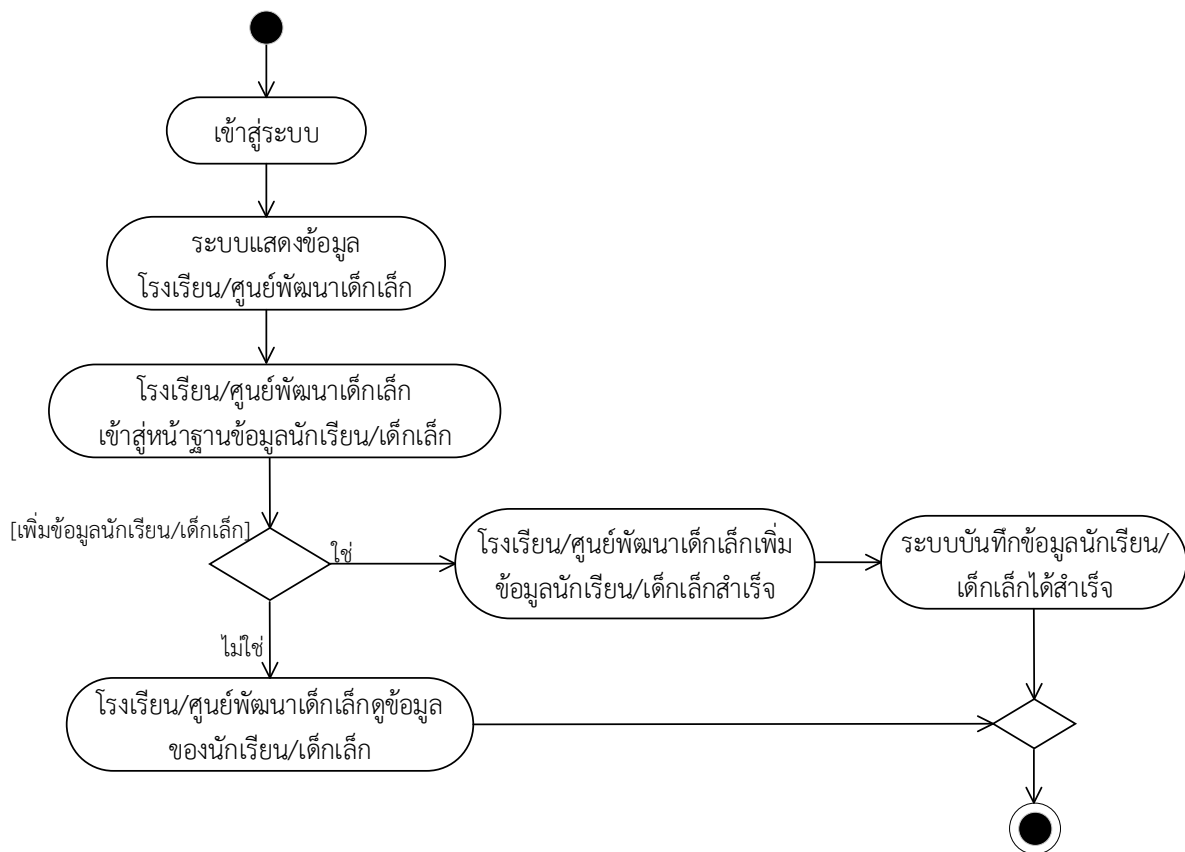 เข้าสู่ระบบ
ระบบแสดงข้อมูล
โรงเรียน/ศูนย์พัฒนาเด็กเล็ก
โรงเรียน/ศูนย์พัฒนาเด็กเล็ก
เข้าสู่หน้าฐานข้อมูลนักเรียน/เด็กเล็ก
[เพิ่มข้อมูลนักเรียน/เด็กเล็ก]
ใช่
โรงเรียน/ศูนย์พัฒนาเด็กเล็กเพิ่ม
ข้อมูลนักเรียน/เด็กเล็กสำเร็จ
ระบบบันทึกข้อมูลนักเรียน/
เด็กเล็กได้สำเร็จ
ไม่ใช่
โรงเรียน/ศูนย์พัฒนาเด็กเล็กดูข้อมูล
ของนักเรียน/เด็กเล็ก